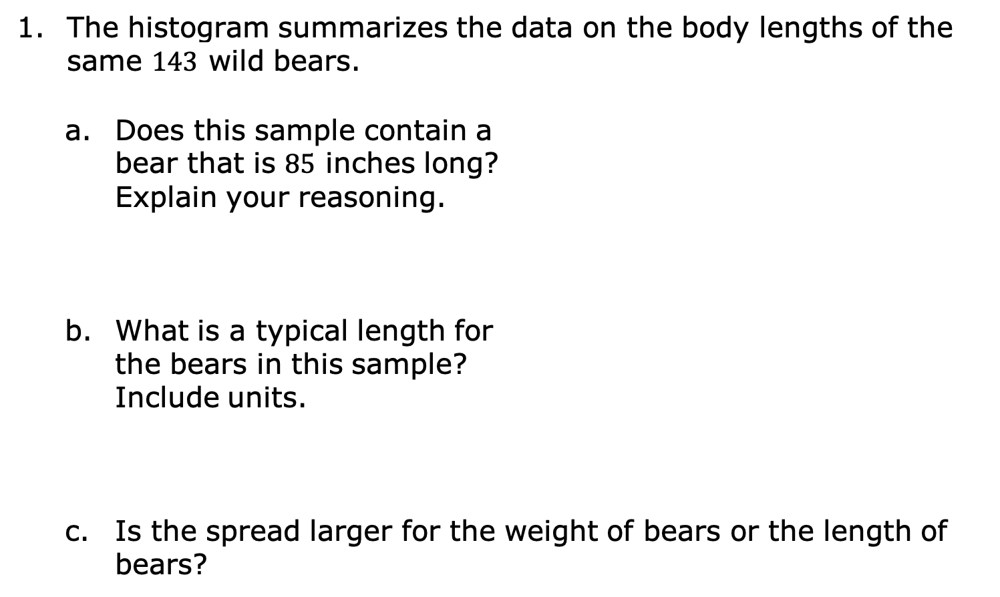 1. The histogram summarizes the data on the body lengths of the
same 143 wild bears.
a. Does this sample contain a
bear that is 85 inches long?
Explain your reasoning.
b. What is a typical length for
the bears in this sample?
Include units.
c. Is the spread larger for the weight of bears or the length of
bears?